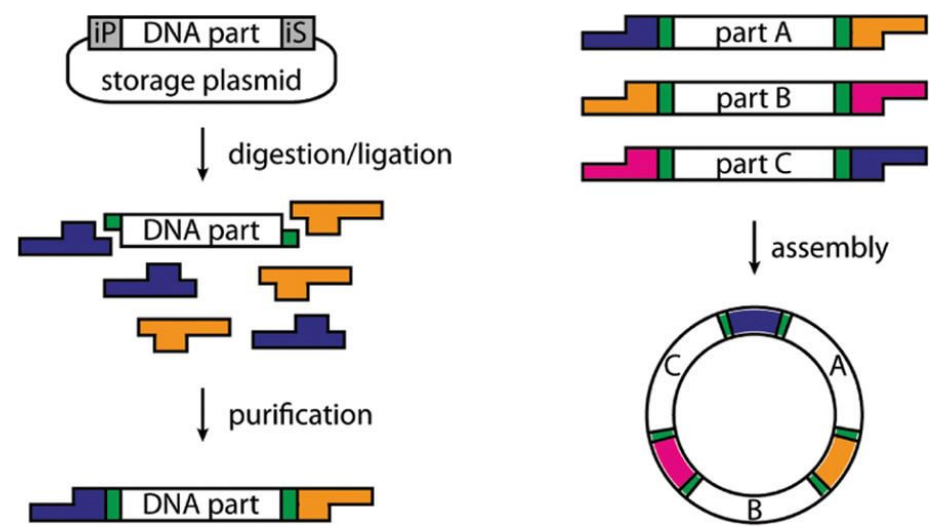 iP DNA part iS
storage plasmid
digestion/ligation
DNA part
purification
DNA part
part A
part B
part C
assembly
C A
B